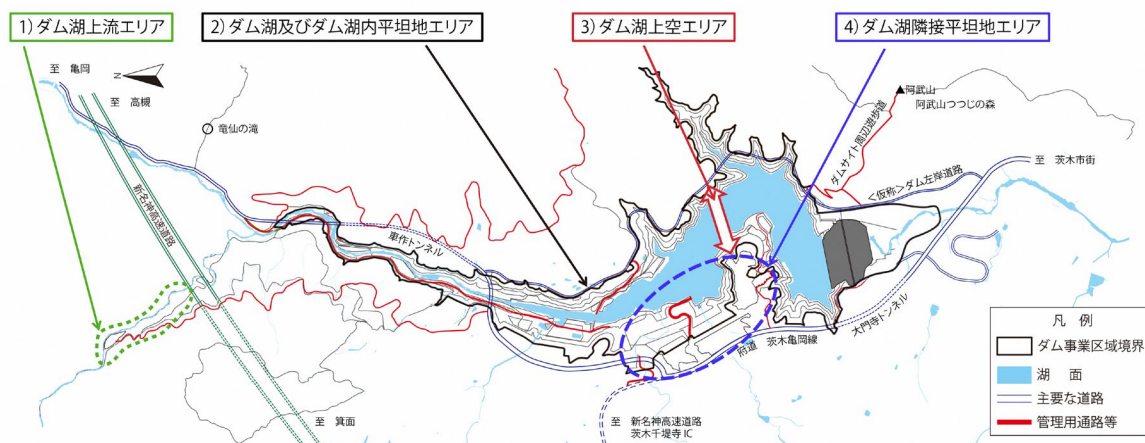 1）ダム湖上流エリア
2）ダム湖及びダム湖内平坦地エリア
3）ダム湖上空エリア
4）ダム湖隣接平坦地エリア
至　亀岡
N
至　高槻
竜仙の滝
新名神高速道路
車作トンネル
阿武山
阿武山つつじの森
ダムサイト周辺遊歩道
至　茨木市街
＜仮称＞ダム左岸道路
大門寺トンネル
府道　茨木亀岡線
至　新名神高速道路
茨木千提寺IC
至　箕面
凡　例
ダム事業区域境界
湖　面
主要な道路
管理用通路等